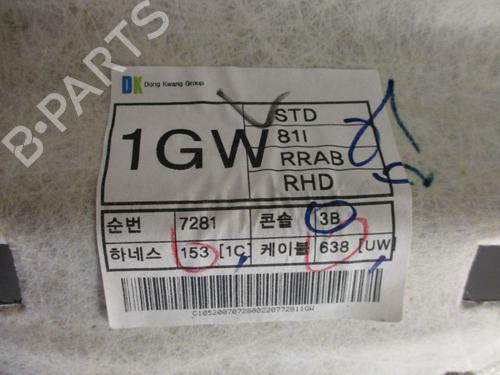 DK Dong Kwang Group
1GW
STD
81I
RRAB
RHD
순번 7281 콘솔 3B
하네스 153 [1C] 케이블 638 [UW]
C1052007072800220772811GW
B-PARTS